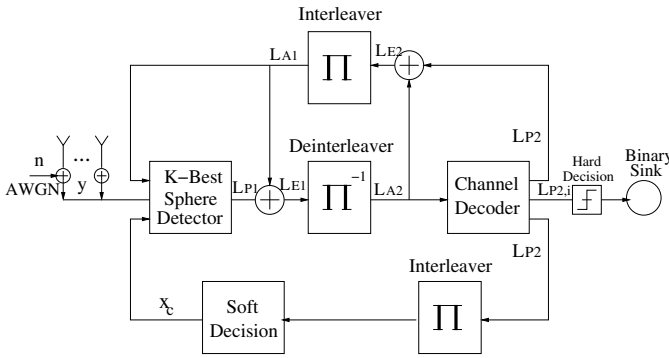 Interleaver
∏
L_A1
L_E2
+
n
AWGN
...
y
K-Best
Sphere
Detector
L_P1
+
L_E1
Deinterleaver
∏^-1
L_A2
Channel
Decoder
L_P2
L_P2,i
L_P2
Hard
Decision
Binary
Sink
x_c
Soft
Decision
Interleaver
∏